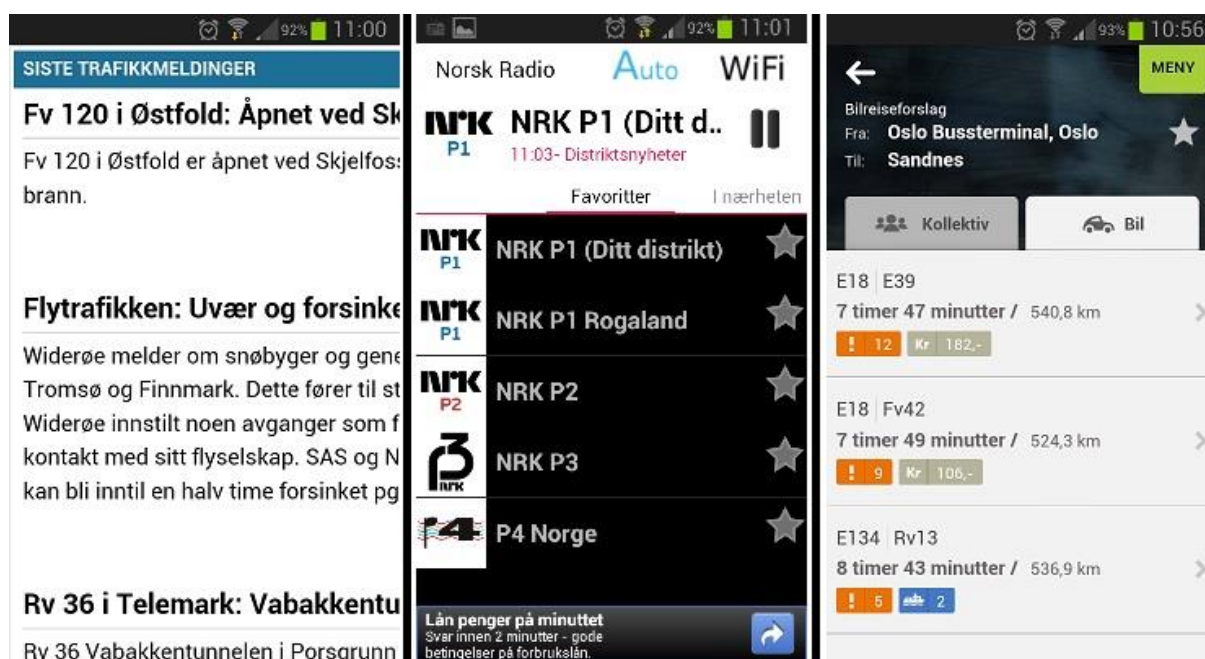 92% 11:00
SISTE TRAFIKKMELDINGER
Fv 120 i Østfold: Åpnet ved Sk
Fv 120 i Østfold er åpnet ved Skjelfoss
brann.
Flytrafikken: Uvær og forsinke
Widerøe melder om snøbyger og gene
Tromsø og Finnmark. Dette fører til st
Widerøe innstilt noen avganger som f
kontakt med sitt flyselskap. SAS og N
kan bli inntil en halv time forsinket pg
Rv 36 i Telemark: Vabakkentu
Rv 36 Vabakkentunnelen i Porsgrunn
92% 11:01
Norsk Radio Auto WiFi
NRK P1 NRK P1 (Ditt d..
11:03- Distriktsnyheter
Favoritter I nærheten
NRK P1 NRK P1 (Ditt distrikt)
NRK P1 NRK P1 Rogaland
NRK P2 NRK P2
P3 NRK NRK P3
P4 P4 Norge
Lån penger på minuttet
Svar innen 2 minutter - gode
betingelser på forbrukslån.
93% 10:56
MENY
Bilreiseforslag
Fra: Oslo Bussterminal, Oslo
Til: Sandnes
Kollektiv Bil
E18 E39
7 timer 47 minutter / 540,8 km
! 12 Kr 182,-
E18 Fv42
7 timer 49 minutter / 524,3 km
! 9 Kr 106,-
E134 Rv13
8 timer 43 minutter / 536,9 km
! 5 2